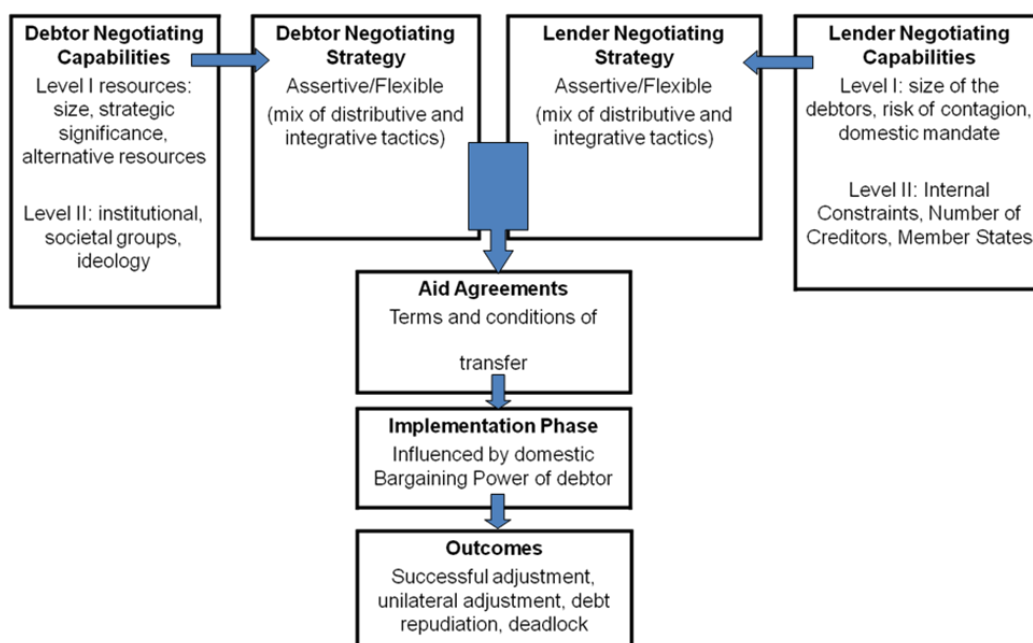 Debtor Negotiating
Capabilities
Level I resources:
size, strategic
significance,
alternative resources
Level II: institutional,
societal groups,
ideology
Debtor Negotiating
Strategy
Assertive/Flexible
(mix of distributive and
integrative tactics)
Lender Negotiating
Strategy
Assertive/Flexible
(mix of distributive and
integrative tactics)
Lender Negotiating
Capabilities
Level I: size of the
debtors, risk of contagion,
domestic mandate
Level II: Internal
Constraints, Number of
Creditors, Member States
Aid Agreements
Terms and conditions of
transfer
Implementation Phase
Influenced by domestic
Bargaining Power of debtor
Outcomes
Successful adjustment,
unilateral adjustment, debt
repudiation, deadlock